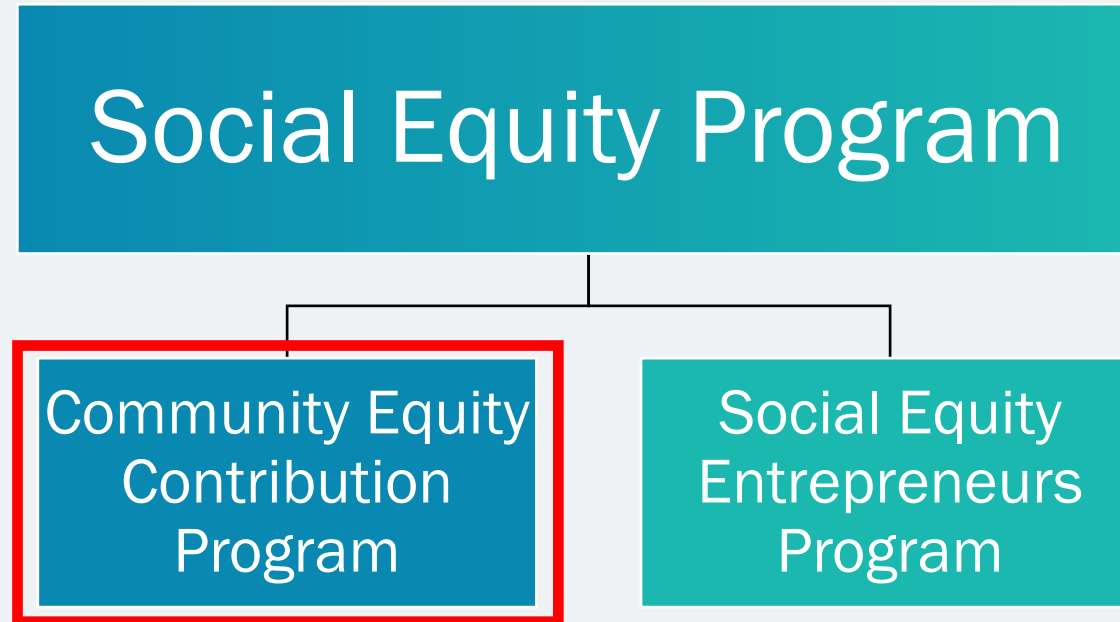 Social Equity Program
Community Equity
Contribution
Program
Social Equity
Entrepreneurs
Program